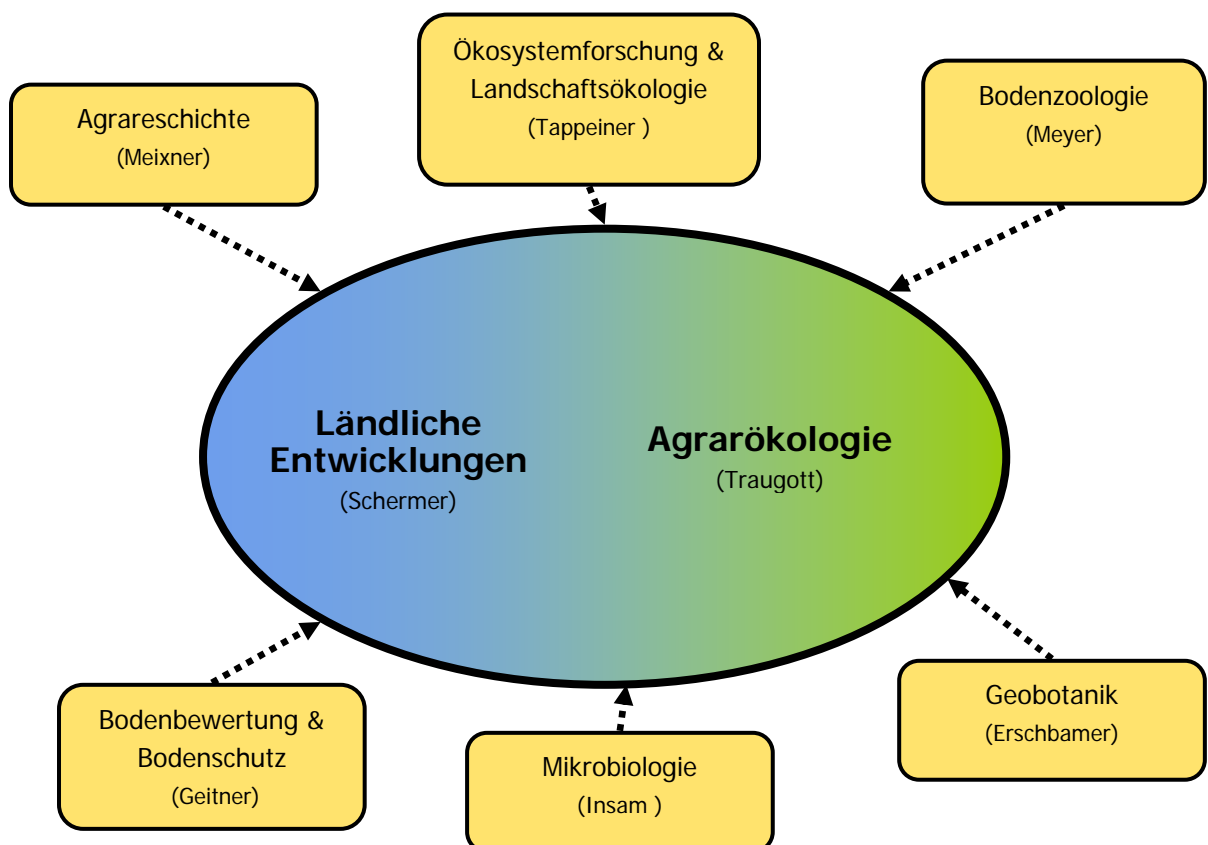 Ökosystemforschung &
Landschaftsökologie
(Tappeiner )
Agrareschichte
(Meixner)
Bodenzoologie
(Meyer)
Ländliche
Entwicklungen
(Schermer)
Agrarökologie
(Traugott)
Bodenbewertung &
Bodenschutz
(Geitner)
Mikrobiologie
(Insam )
Geobotanik
(Erschbamer)